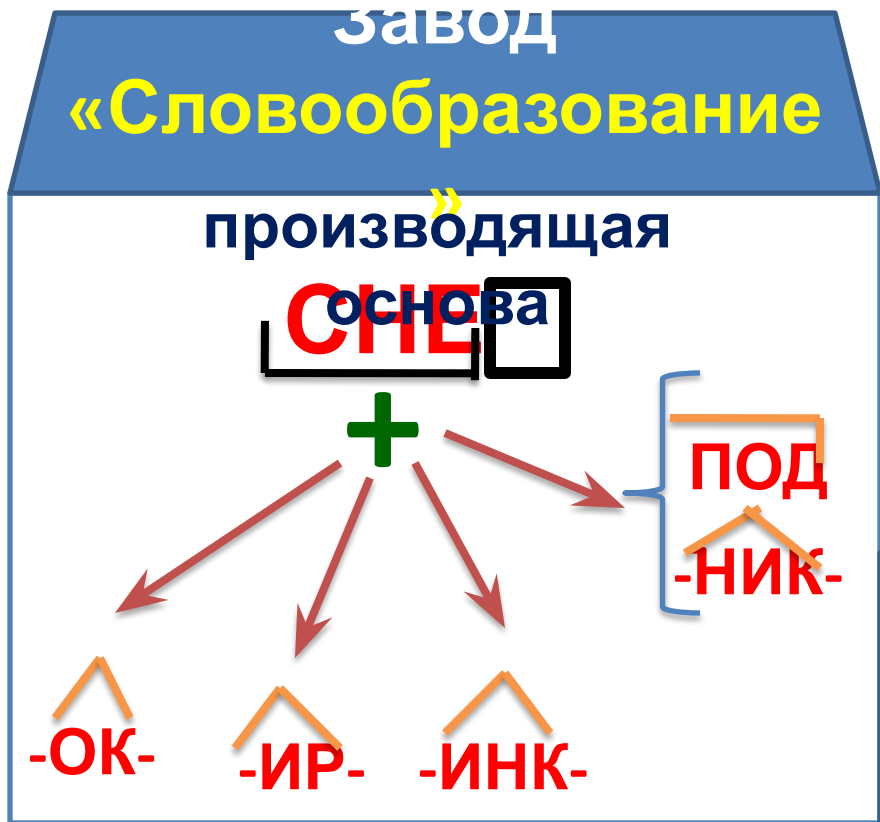 Завод
«Словообразование
»
производящая
основа
СНЕ
ПОД
-НИК-
-ОК-
-ИР-
-ИНК-